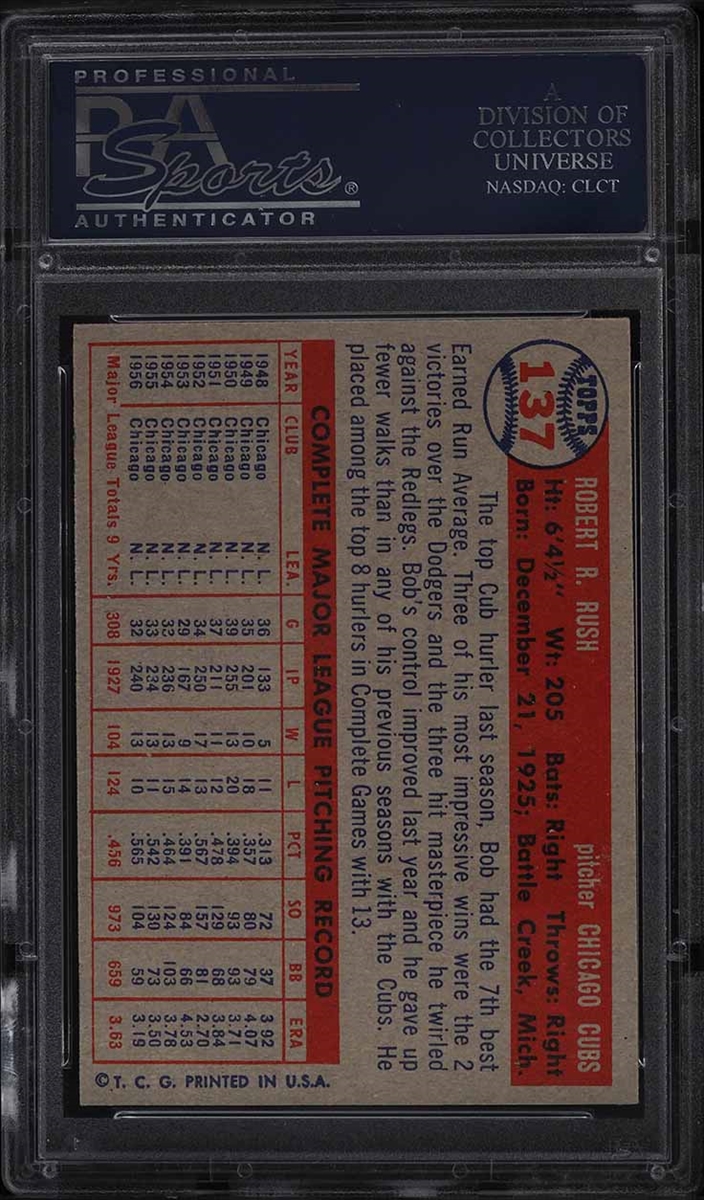 PROFESSIONAL
PSA
Sports®
AUTHENTICATOR
A
DIVISION OF
COLLECTORS
UNIVERSE
NASDAQ: CLCT
TOPPS
137
ROBERT R. RUSH pitcher CHICAGO CUBS
Ht: 6'4½" Wt: 205 Bats: Right Throws: Right
Born: December 21, 1925; Battle Creek, Mich.
The top Cub hurler last season, Bob had the 7th best
Earned Run Average. Three of his most impressive wins were the 2
victories over the Dodgers and the three hit masterpiece he twirled
against the Redlegs. Bob's control improved last year and he gave up
fewer walks than in any of his previous seasons with the Cubs. He
placed among the top 8 hurlers in Complete Games with 13.
COMPLETE MAJOR LEAGUE PITCHING RECORD
YEAR CLUB LEA. G IP W L PCT SO BB ERA
1948 Chicago N. L. 36 133 5 11 .313 72 37 3.92
1949 Chicago N. L. 35 201 10 18 .357 80 79 4.07
1950 Chicago N. L. 39 255 13 20 .394 93 93 3.71
1951 Chicago N. L. 37 211 11 12 .478 129 68 3.84
1952 Chicago N. L. 34 250 17 13 .567 157 81 2.70
1953 Chicago N. L. 29 167 9 14 .391 84 66 4.53
1954 Chicago N. L. 33 236 13 15 .464 124 103 3.78
1955 Chicago N. L. 33 234 13 11 .542 130 73 3.50
1956 Chicago N. L. 32 240 13 10 .565 104 59 3.19
Major League Totals 9 Yrs. 308 1927 104 124 .456 973 659 3.63
© T. C. G. PRINTED IN U.S.A.